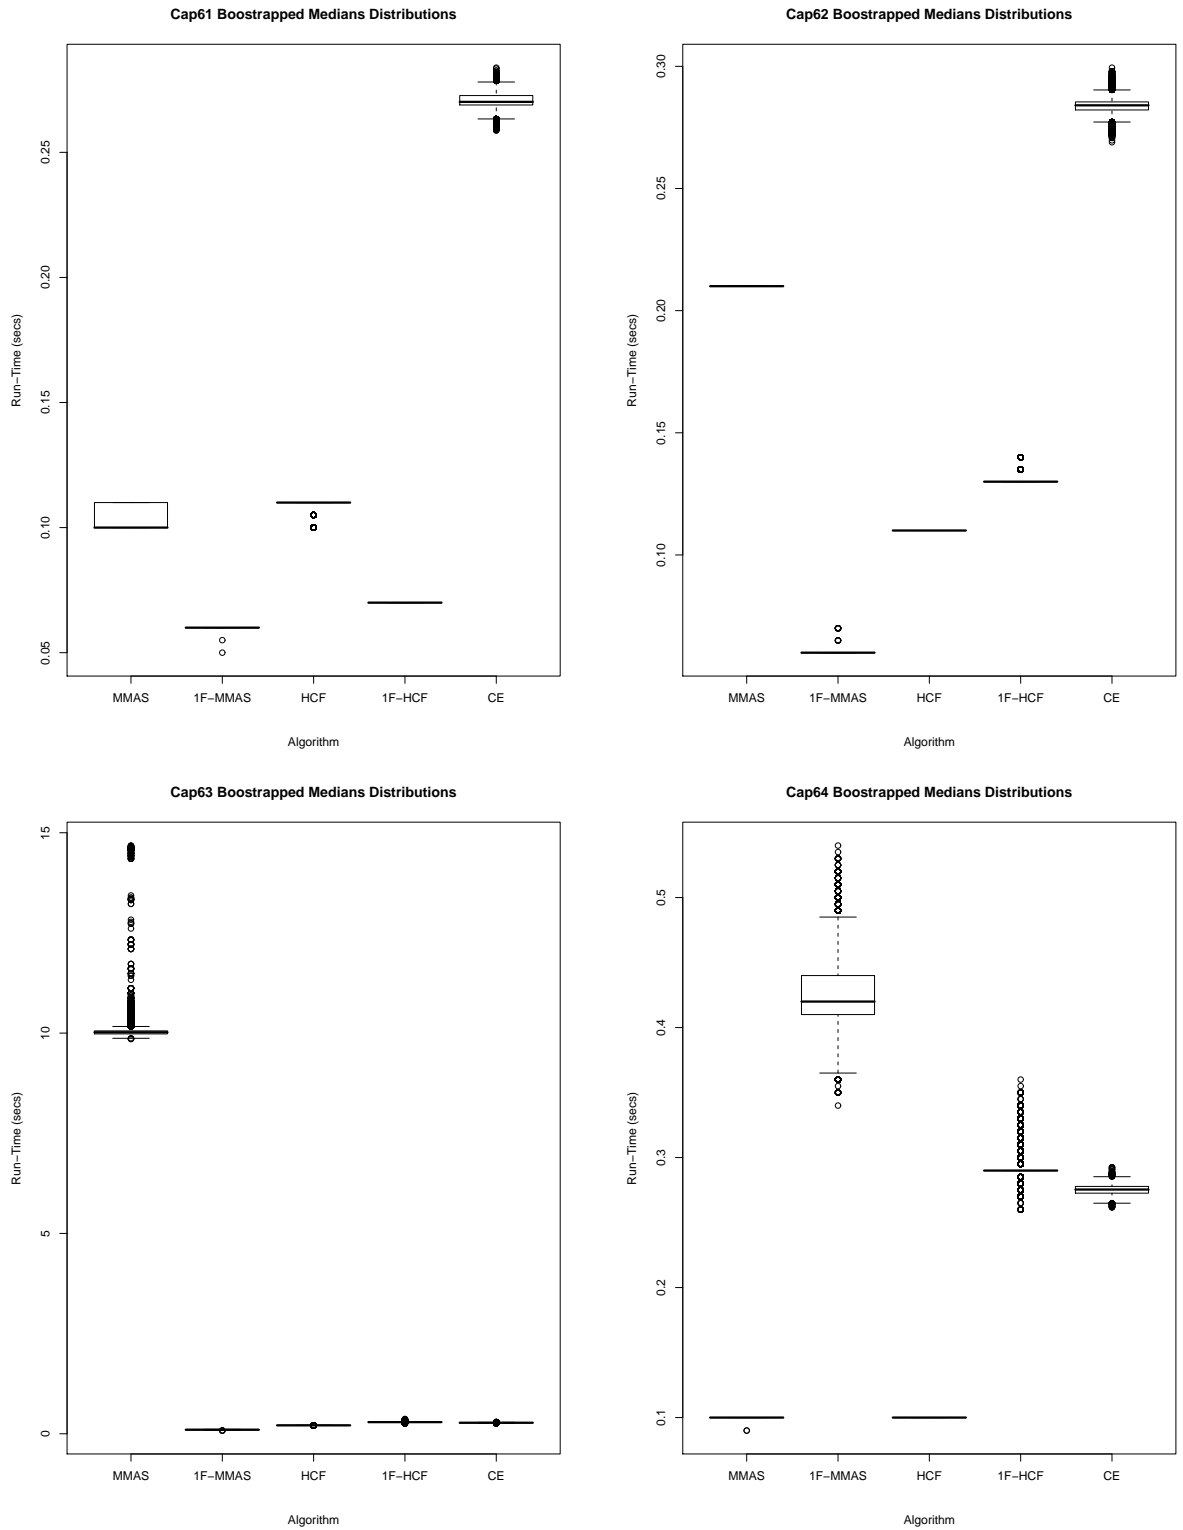 Cap61 Boostrapped Medians Distributions
Run−Time (secs)
0.25
0.20
0.15
0.10
0.05
MMAS 1F−MMAS HCF 1F−HCF CE
Algorithm
Cap62 Boostrapped Medians Distributions
Run−Time (secs)
0.30
0.25
0.20
0.15
0.10
MMAS 1F−MMAS HCF 1F−HCF CE
Algorithm
Cap63 Boostrapped Medians Distributions
Run−Time (secs)
15
10
5
0
MMAS 1F−MMAS HCF 1F−HCF CE
Algorithm
Cap64 Boostrapped Medians Distributions
Run−Time (secs)
0.5
0.4
0.3
0.2
0.1
MMAS 1F−MMAS HCF 1F−HCF CE
Algorithm